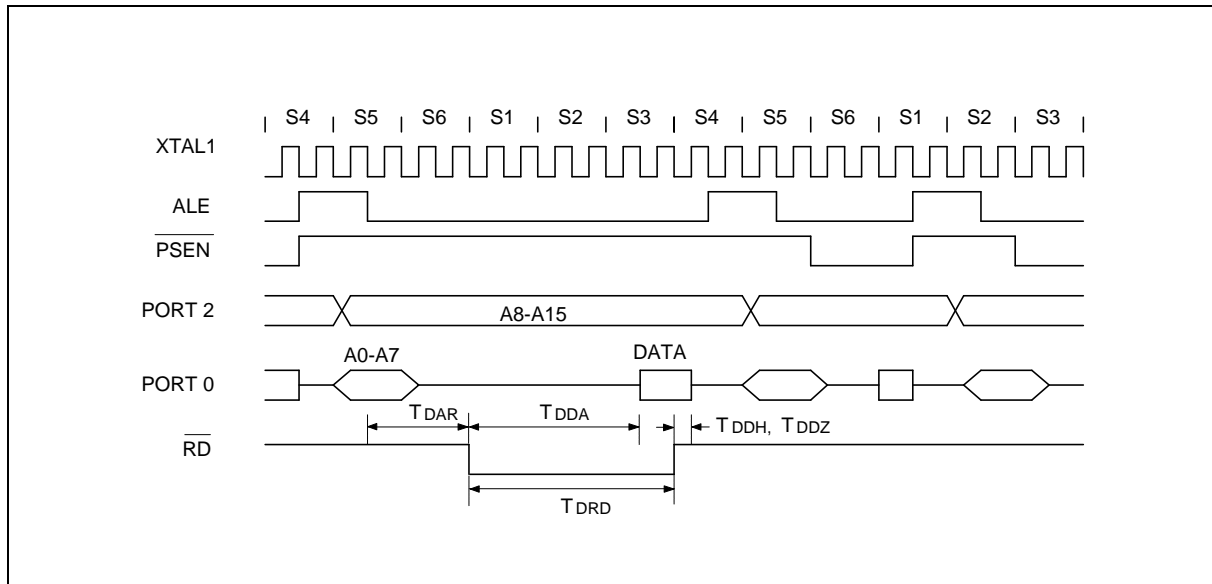 S4 S5 S6 S1 S2 S3 S4 S5 S6 S1 S2 S3
XTAL1
ALE
PSEN
PORT 2
A8-A15
A0-A7
DATA
PORT 0
TDAR
TDDA
TDDH, TDDZ
RD
TDRD